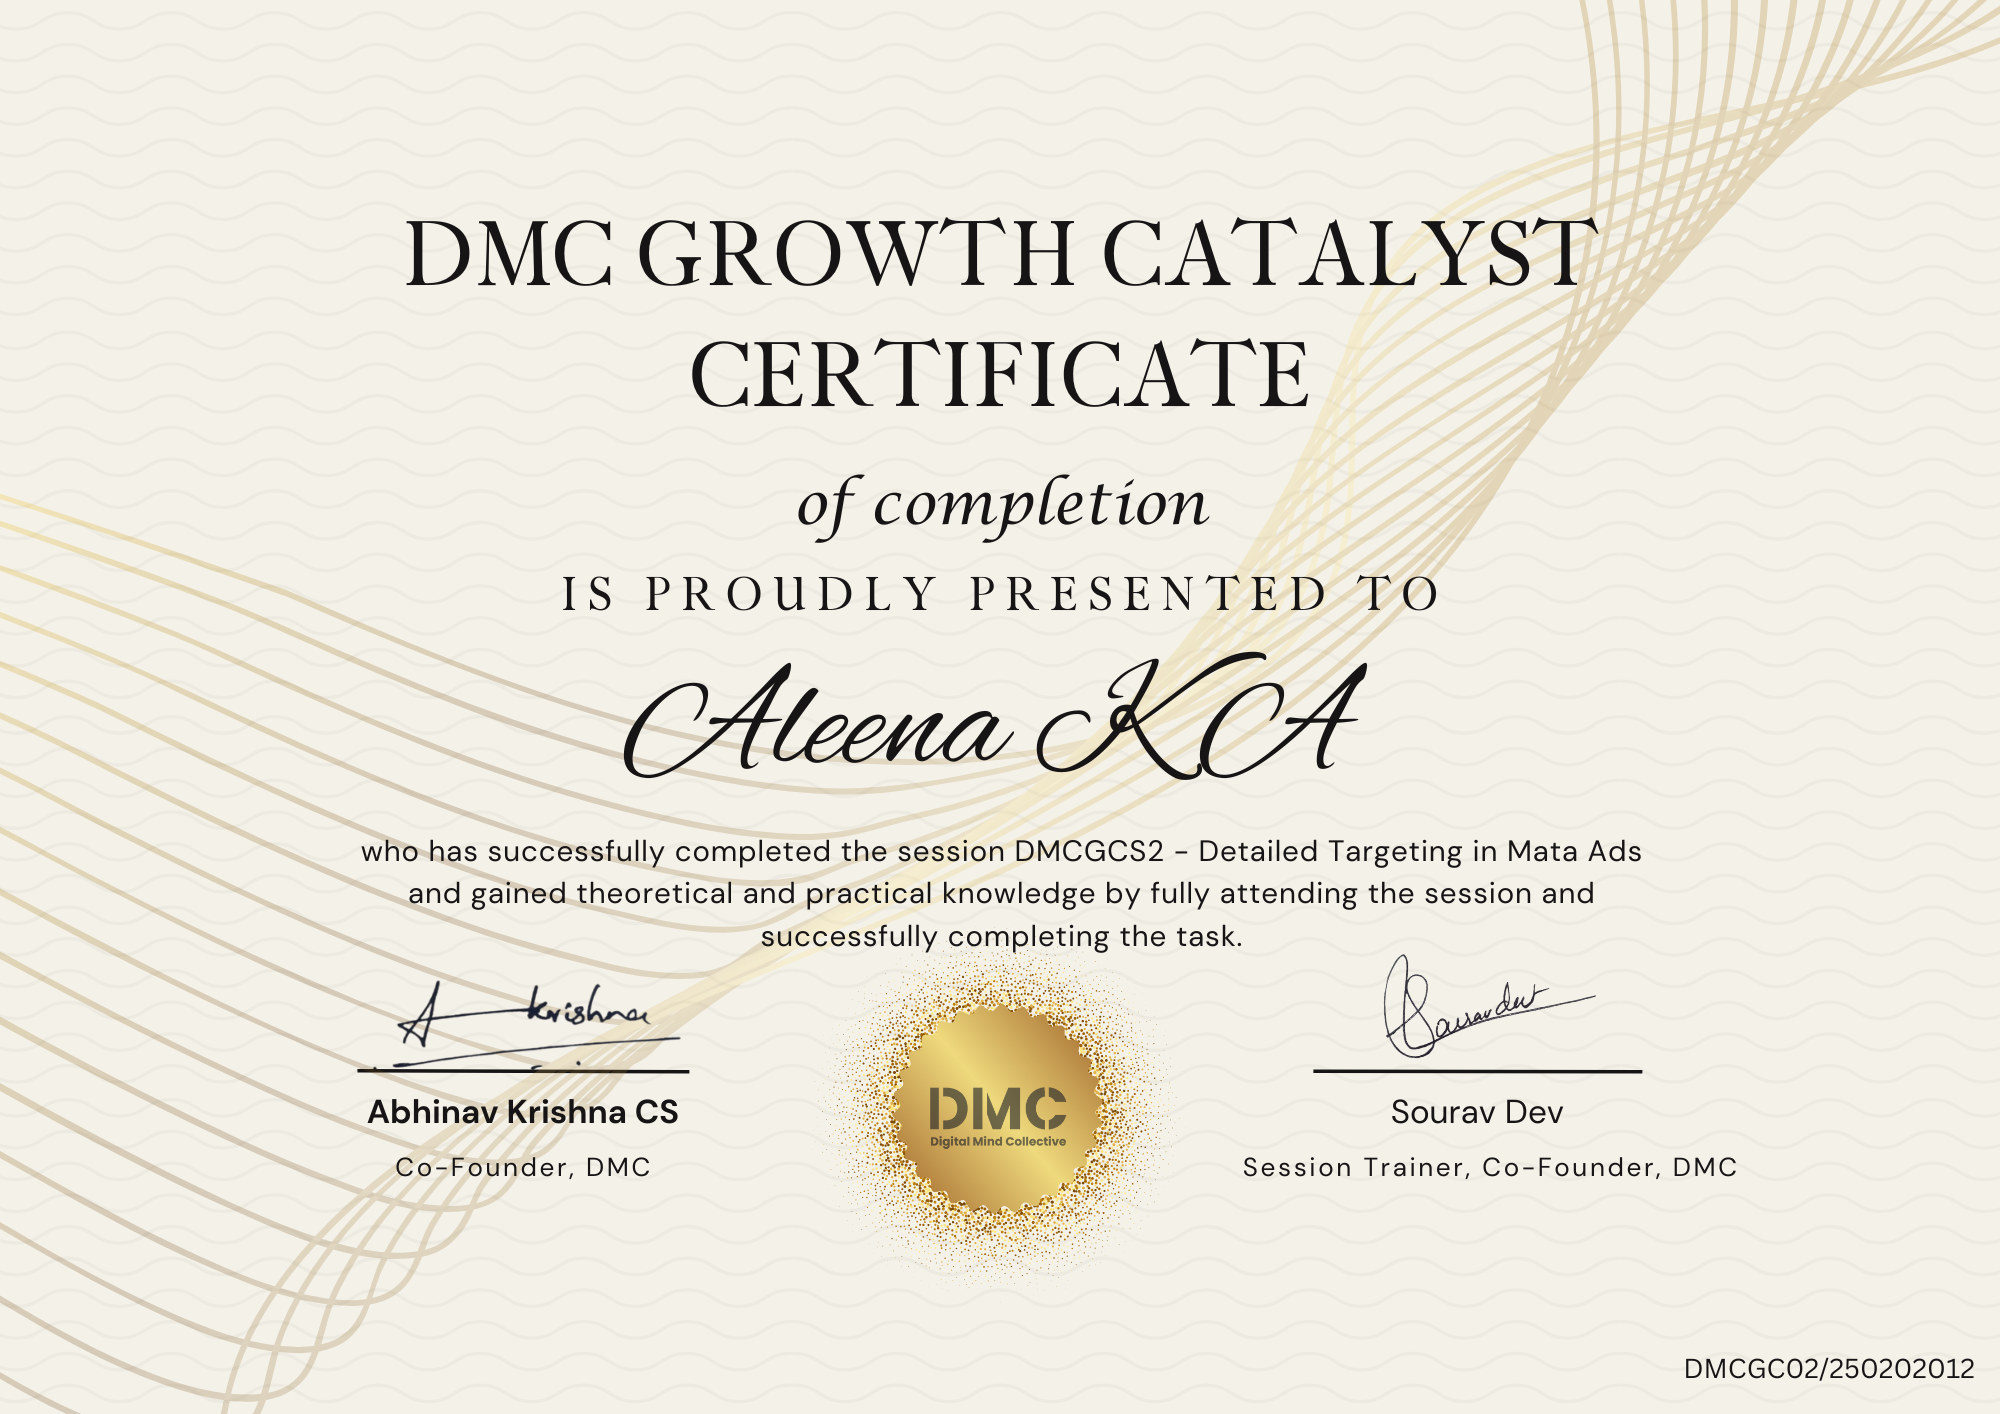 DMC GROWTH CATALYST
CERTIFICATE
of completion
IS PROUDLY PRESENTED TO
Aleena K A
who has successfully completed the session DMCGCS2 - Detailed Targeting in Mata Ads
and gained theoretical and practical knowledge by fully attending the session and
successfully completing the task.
A krishna
Souravdev
Abhinav Krishna CS
Co-Founder, DMC
DMC
Digital Mind Collective
Sourav Dev
Session Trainer, Co-Founder, DMC
DMCGC02/250202012